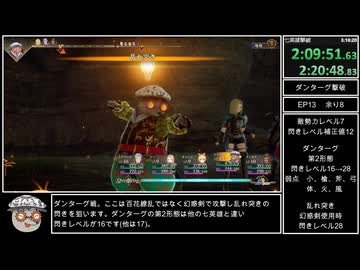 七英雄撃破 3:18:20
2:09:51.63
2:20:48.83
ダンターグ撃破
EP13 余り8
敵勢力レベル7
閃きレベル補正値12
ダンターグ
第2形態
閃きレベル16→28
弱点 小、槍、斧、弓
体、火、風
乱れ突き
幻惑剣使用時
閃きレベル28
乱れ突き
ダンターグ戦。ここは百花繚乱ではなく幻惑剣で攻撃し乱れ突きの
閃きを狙います。ダンターグの第2形態は他の七英雄と違い
閃きレベルが16です(他は17)。